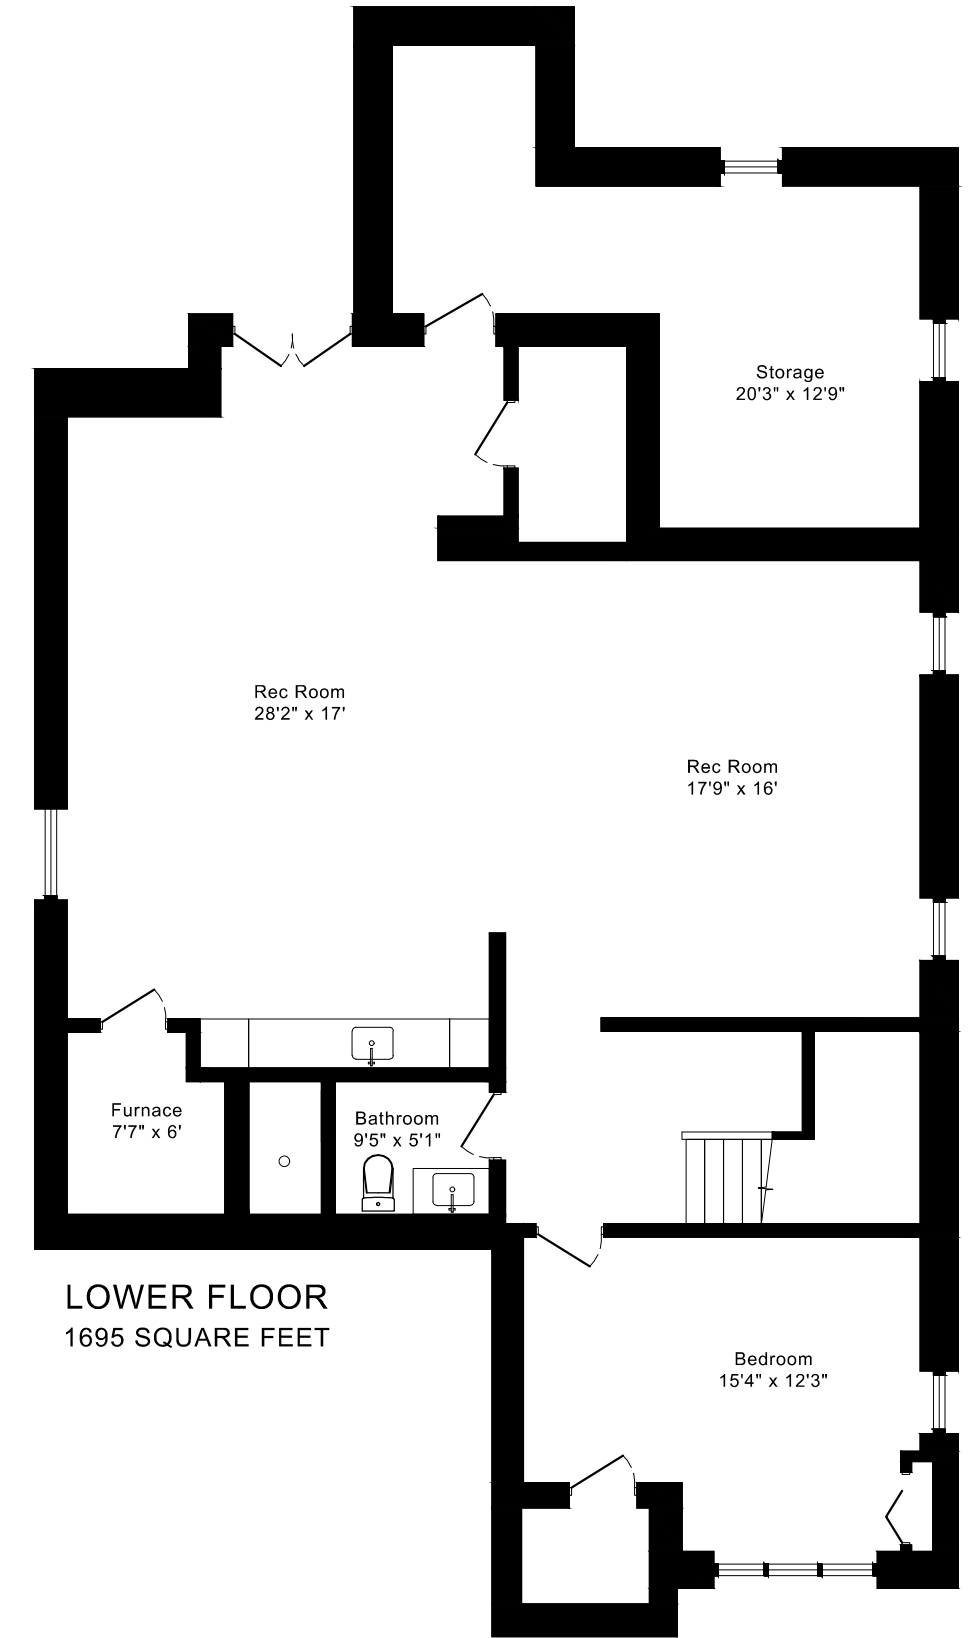 Storage
20'3" x 12'9"
Rec Room
28'2" x 17'
Rec Room
17'9" x 16'
Furnace
7'7" x 6'
Bathroom
9'5" x 5'1"
LOWER FLOOR
1695 SQUARE FEET
Bedroom
15'4" x 12'3"